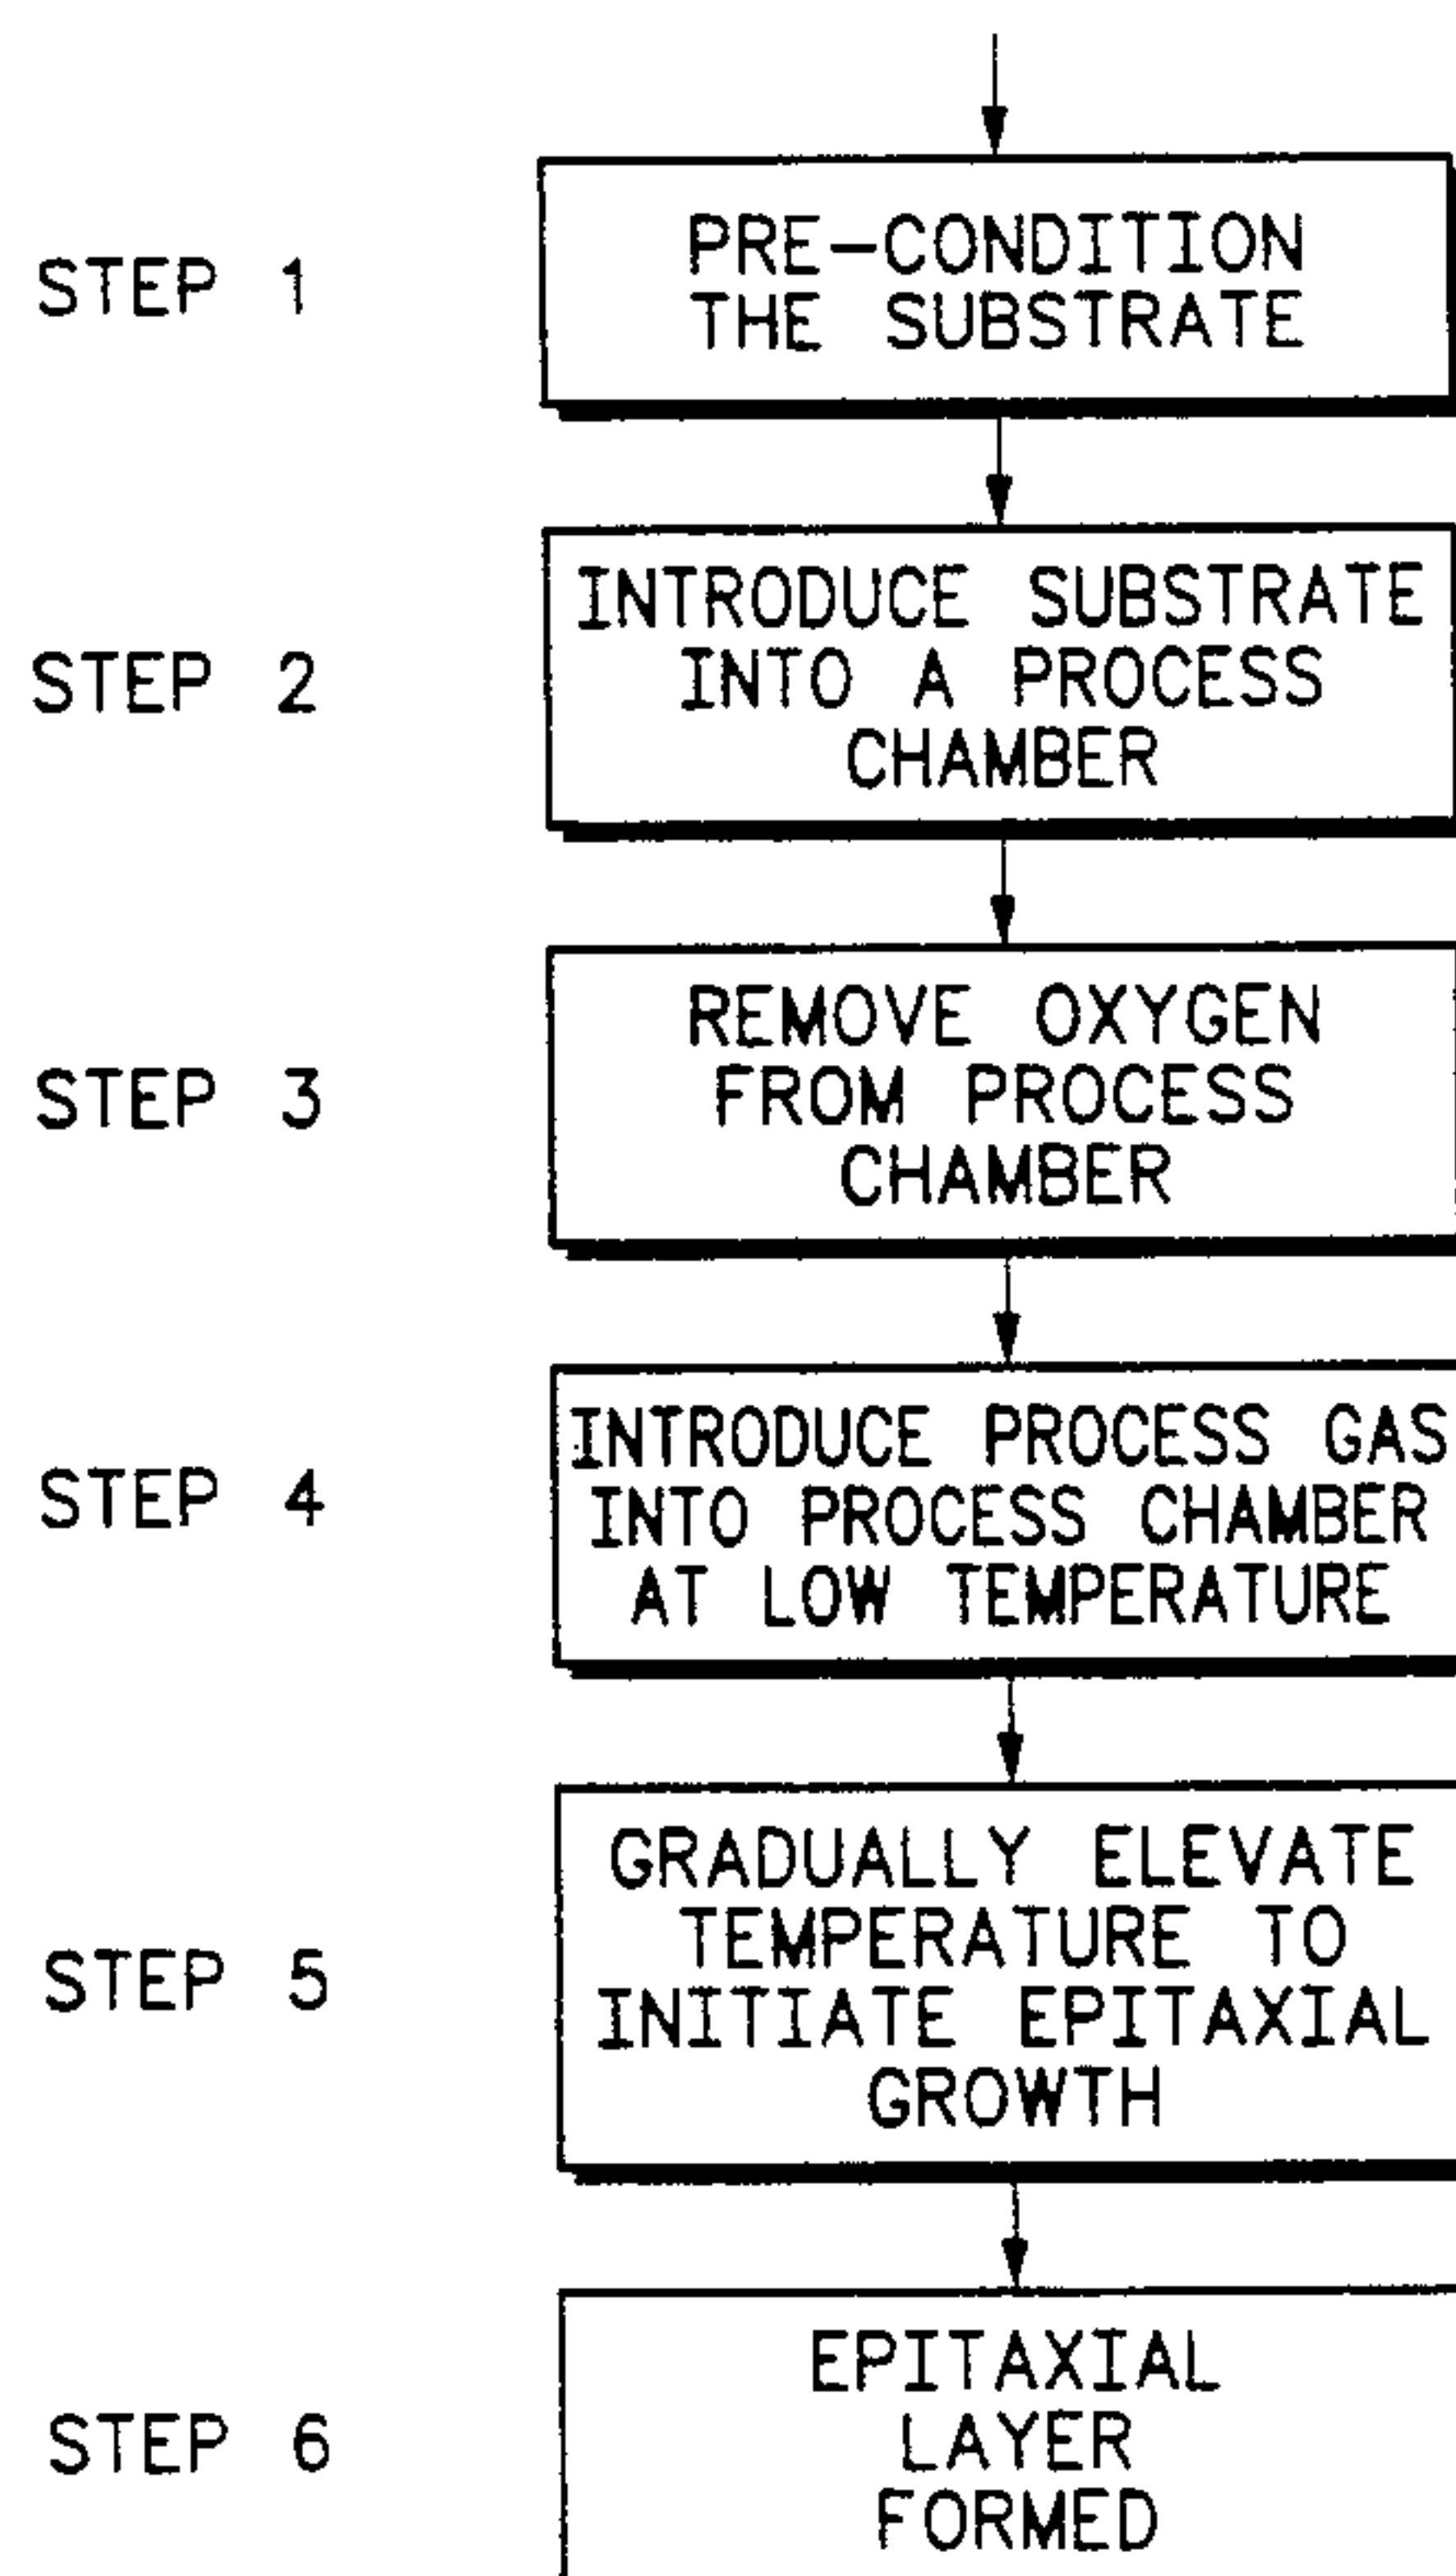 STEP 1
PRE-CONDITION
THE SUBSTRATE
STEP 2
INTRODUCE SUBSTRATE
INTO A PROCESS
CHAMBER
STEP 3
REMOVE OXYGEN
FROM PROCESS
CHAMBER
STEP 4
INTRODUCE PROCESS GAS
INTO PROCESS CHAMBER
AT LOW TEMPERATURE
STEP 5
GRADUALLY ELEVATE
TEMPERATURE TO
INITIATE EPITAXIAL
GROWTH
STEP 6
EPITAXIAL
LAYER
FORMED